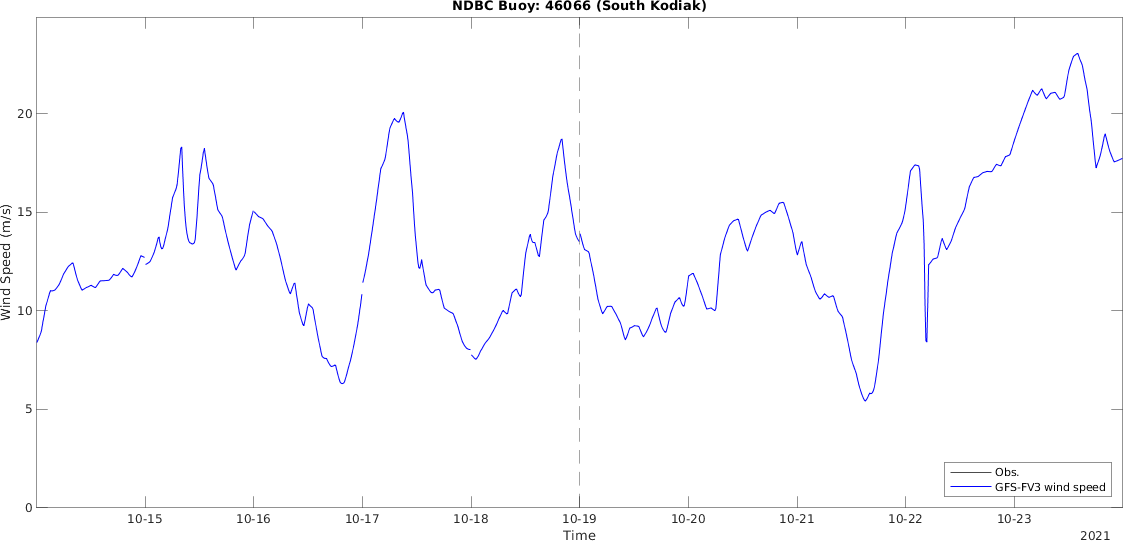 NDBC Buoy: 46066 (South Kodiak)
Wind Speed (m/s)
20
15
10
5
0
10-15 10-16 10-17 10-18 10-19 10-20 10-21 10-22 10-23
Time
2021
Obs.
GFS-FV3 wind speed